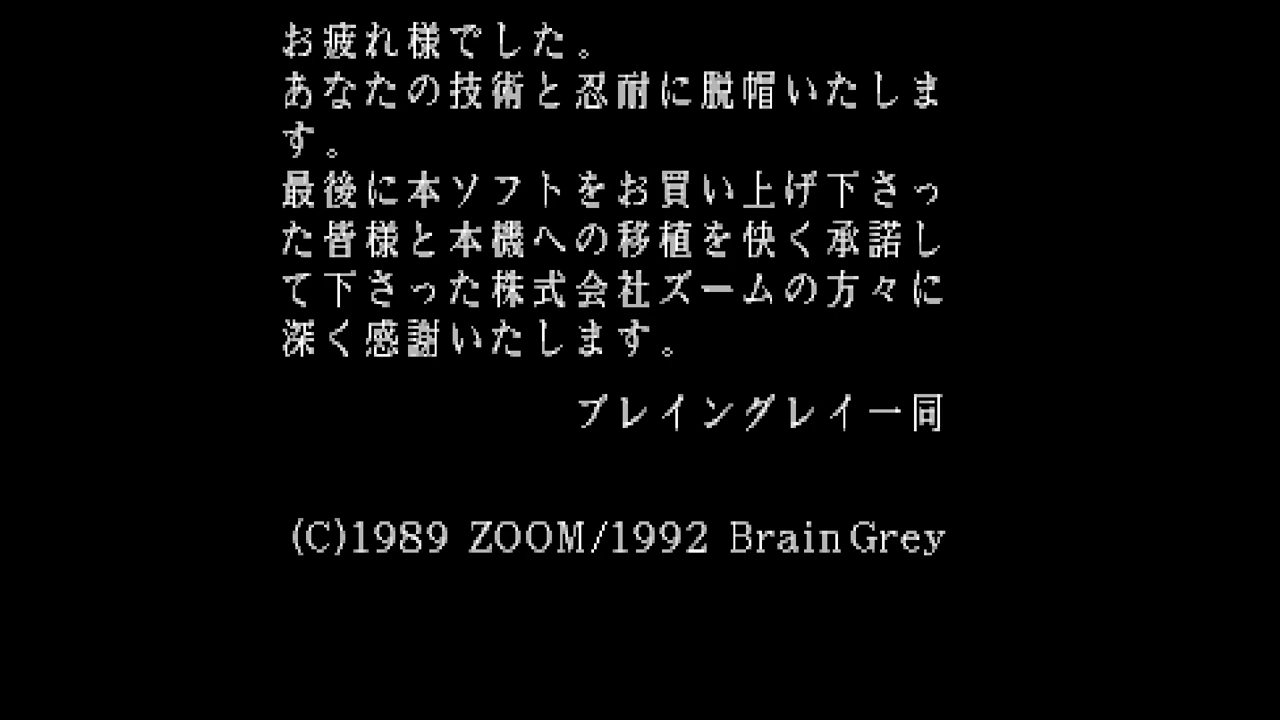 お疲れ様でした。
あなたの技術と忍耐に脱帽いたしま
す。
最後に本ソフトをお買い上げ下さっ
た皆様と本機への移植を快く承諾し
て下さった株式会社ズームの方々に
深く感謝いたします。
ブレイングレイ一同
(C)1989 ZOOM/1992 BrainGrey